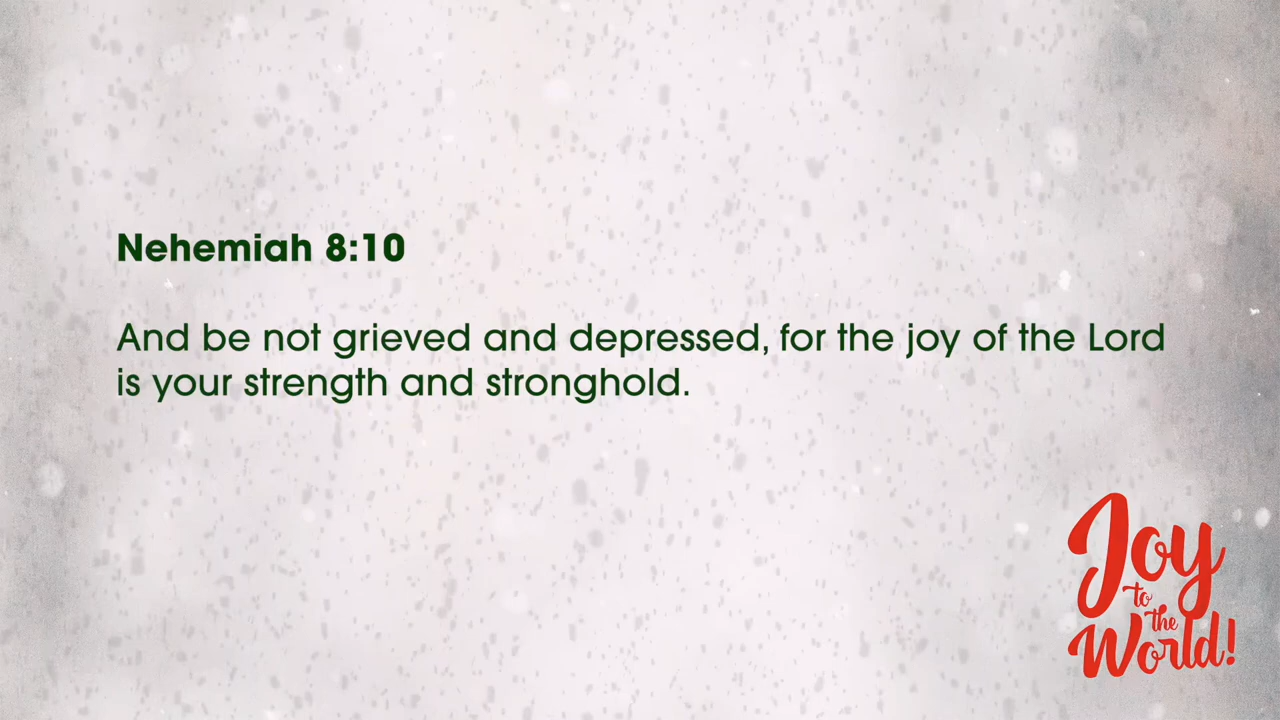 Nehemiah 8:10
And be not grieved and depressed, for the joy of the Lord
is your strength and stronghold.
Joy
to
the
World!